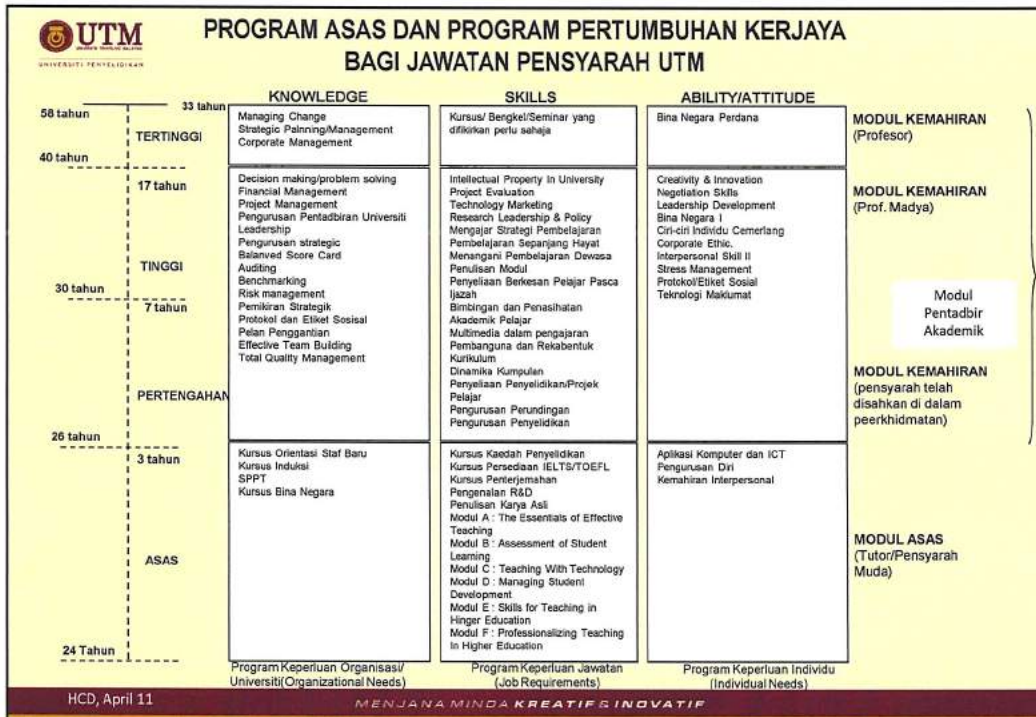 UTM
UNIVERSITI TEKNOLOGI MALAYSIA
UNIVERSITI PENYELIDIKAN
PROGRAM ASAS DAN PROGRAM PERTUMBUHAN KERJAYA
BAGI JAWATAN PENSYARAH UTM
KNOWLEDGE
SKILLS
ABILITY/ATTITUDE
58 tahun
33 tahun
TERTINGGI
40 tahun
Managing Change
Strategic Palnning/Management
Corporate Management
Kursus/ Bengkel/Seminar yang
difikirkan perlu sahaja
Bina Negara Perdana
MODUL KEMAHIRAN
(Profesor)
17 tahun
TINGGI
30 tahun
7 tahun
PERTENGAHAN
26 tahun
Decision making/problem solving
Financial Management
Project Management
Pengurusan Pentadbiran Universiti
Leadership
Pengurusan strategic
Balanved Score Card
Auditing
Benchmarking
Risk management
Pemikiran Strategik
Protokol dan Etiket Sosisal
Pelan Penggantian
Effective Team Building
Total Quality Management
Intellectual Property In University
Project Evaluation
Technology Marketing
Research Leadership & Policy
Mengajar Strategi Pembelajaran
Pembelajaran Sepanjang Hayat
Menangani Pembelajaran Dewasa
Penulisan Modul
Penyeliaan Berkesan Pelajar Pasca
Ijazah
Bimbingan dan Penasihatan
Akademik Pelajar
Multimedia dalam pengajaran
Pembanguna dan Rekabentuk
Kurikulum
Dinamika Kumpulan
Penyeliaan Penyelidikan/Projek
Pelajar
Pengurusan Perundingan
Pengurusan Penyelidikan
Creativity & Innovation
Negotiation Skills
Leadership Development
Bina Negara I
Ciri-ciri Individu Cemerlang
Corporate Ethic.
Interpersonal Skill II
Stress Management
Protokol/Etiket Sosial
Teknologi Maklumat
MODUL KEMAHIRAN
(Prof. Madya)
Modul
Pentadbir
Akademik
MODUL KEMAHIRAN
(pensyarah telah
disahkan di dalam
peerkhidmatan)
3 tahun
ASAS
24 Tahun
Kursus Orientasi Staf Baru
Kursus Induksi
SPPT
Kursus Bina Negara
Kursus Kaedah Penyelidikan
Kursus Persediaan IELTS/TOEFL
Kursus Penterjemahan
Pengenalan R&D
Penulisan Karya Asli
Modul A : The Essentials of Effective
Teaching
Modul B : Assessment of Student
Learning
Modul C : Teaching With Technology
Modul D : Managing Student
Development
Modul E : Skills for Teaching in
Hinger Education
Modul F : Professionalizing Teaching
In Higher Education
Aplikasi Komputer dan ICT
Pengurusan Diri
Kemahiran Interpersonal
MODUL ASAS
(Tutor/Pensyarah
Muda)
Program Keperluan Organisasi/
Universiti(Organizational Needs)
Program Keperluan Jawatan
(Job Requirements)
Program Keperluan Individu
(Individual Needs)
HCD, April 11
MENJANA MINDA KREATIF & INOVATIF